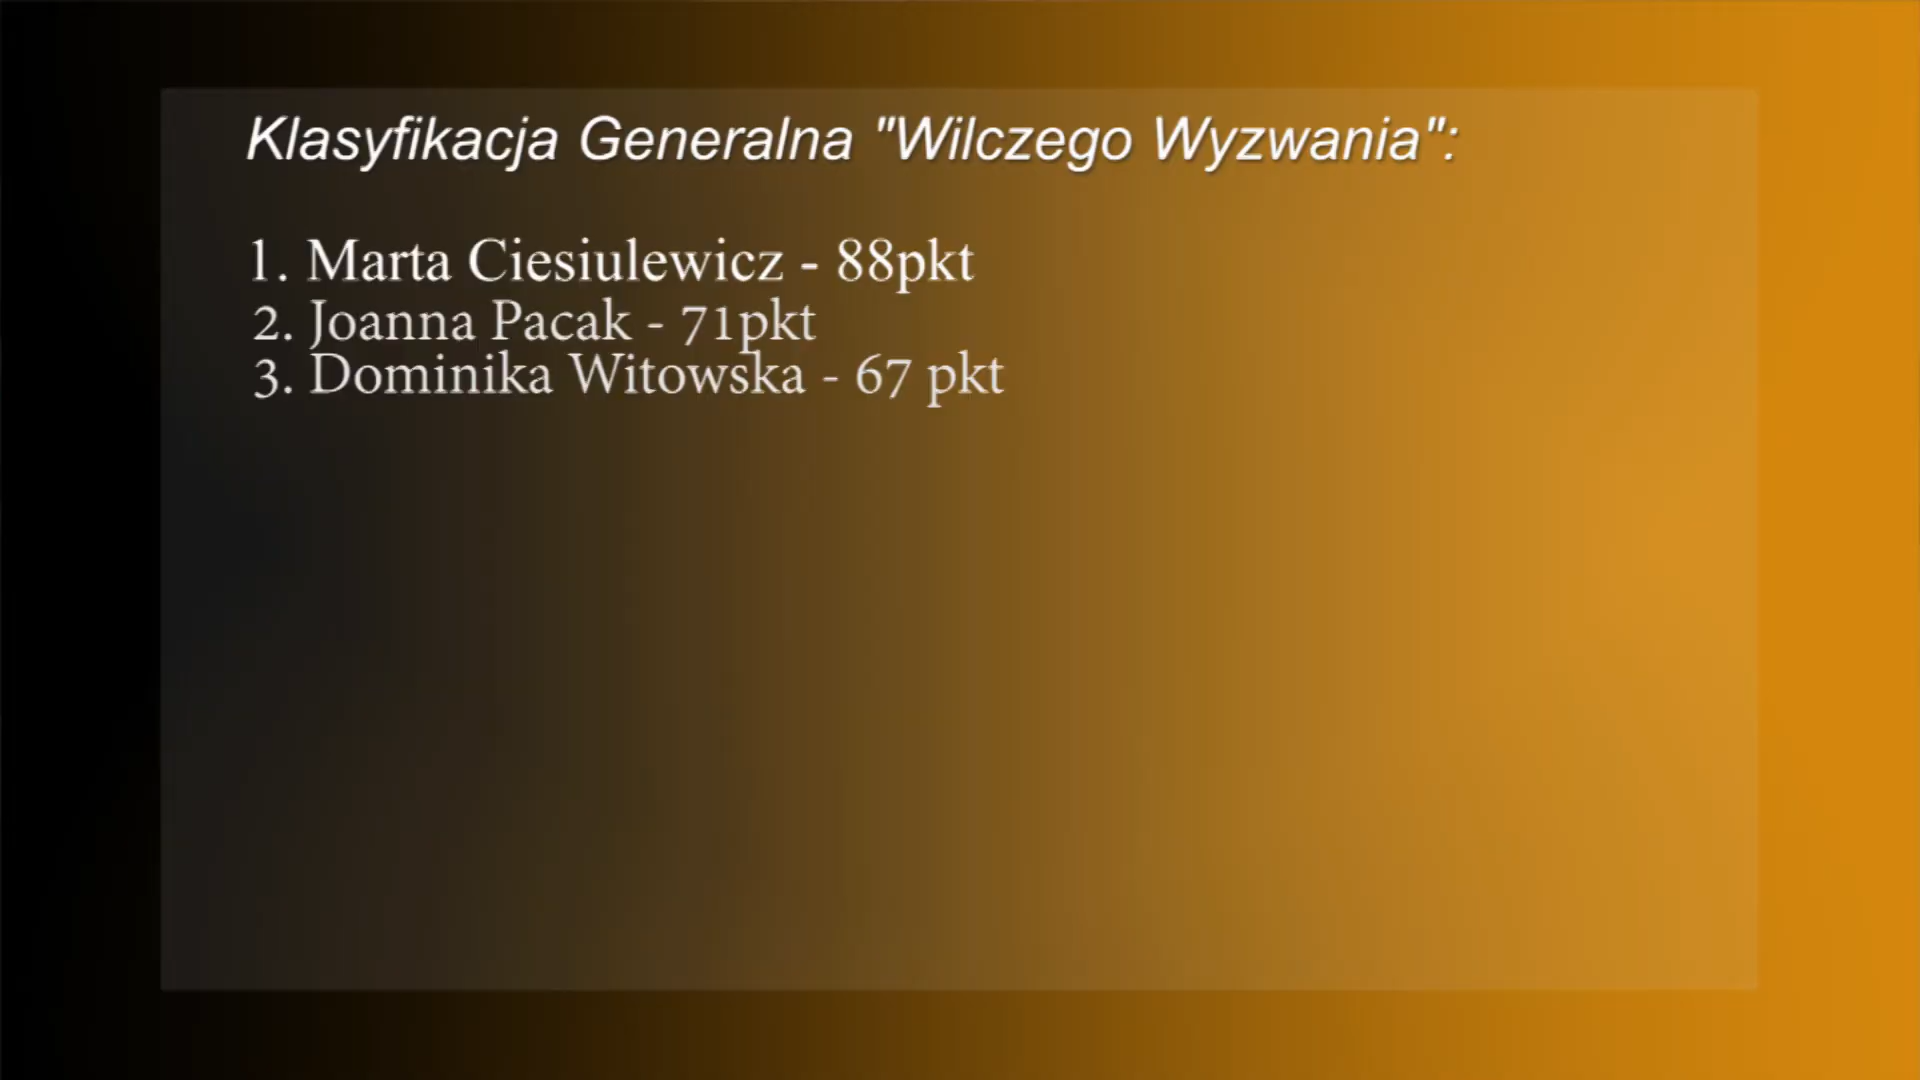 Klasyfikacja Generalna "Wilczego Wyzwania":
1. Marta Ciesiulewicz - 88pkt
2. Joanna Pacak - 71pkt
3. Dominika Witowska - 67 pkt